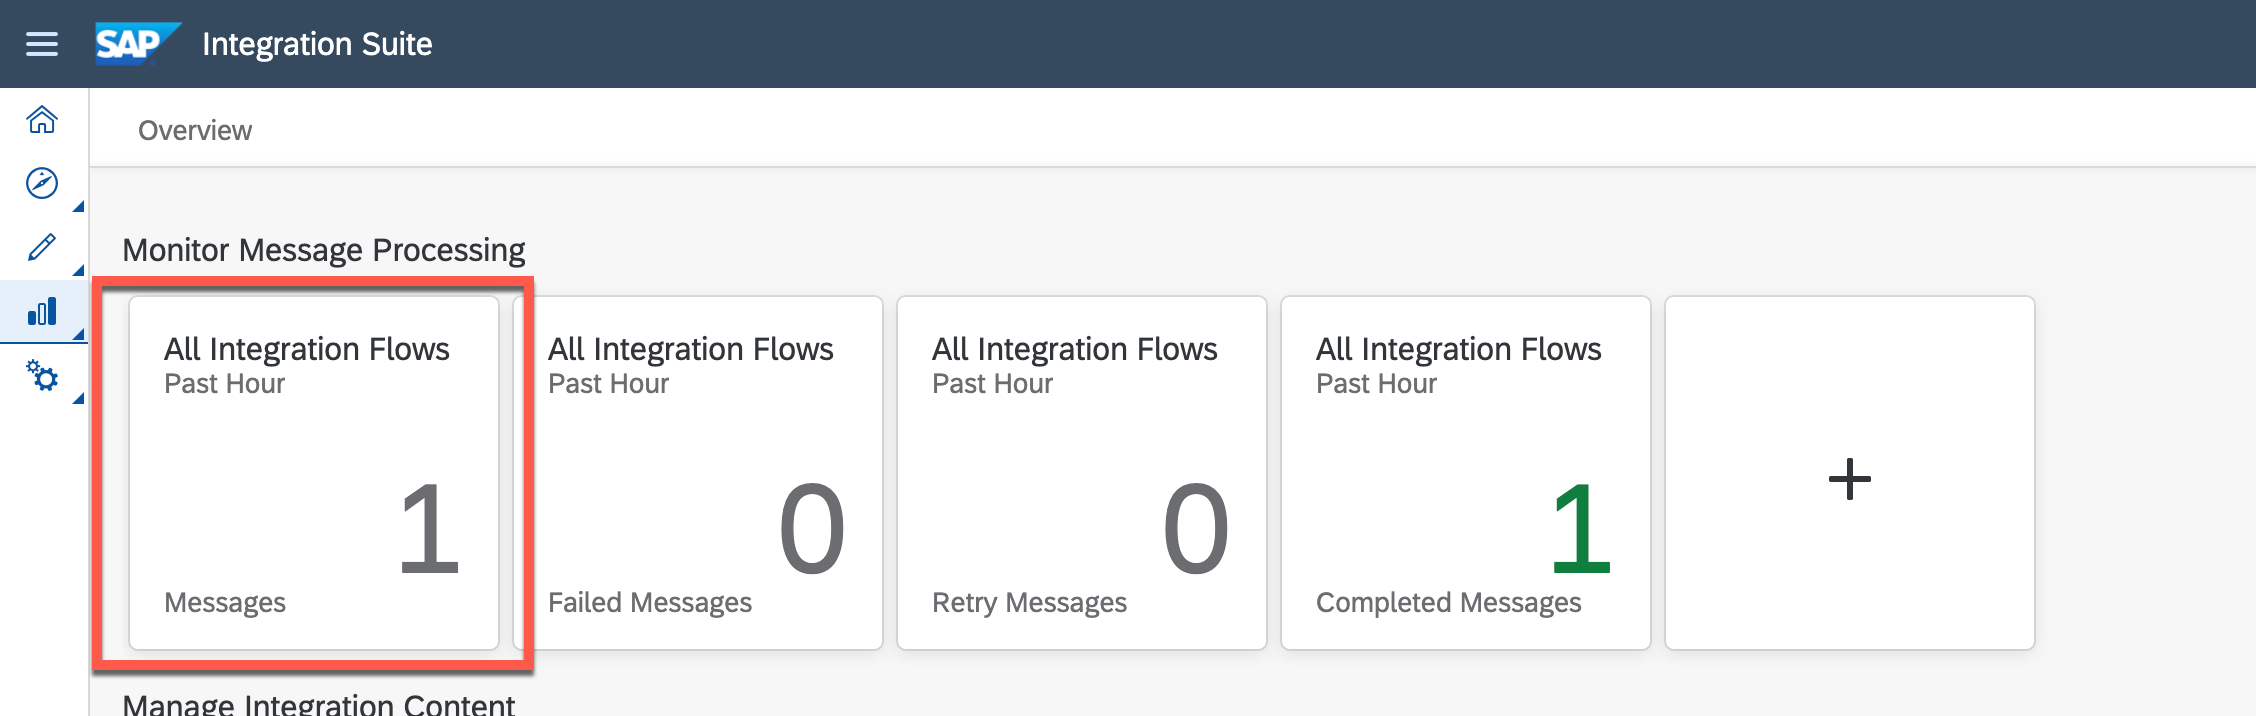 SAP Integration Suite
Overview
Monitor Message Processing
All Integration Flows
Past Hour
1
Messages
All Integration Flows
Past Hour
0
Failed Messages
All Integration Flows
Past Hour
0
Retry Messages
All Integration Flows
Past Hour
1
Completed Messages
+
Manage Integration Content